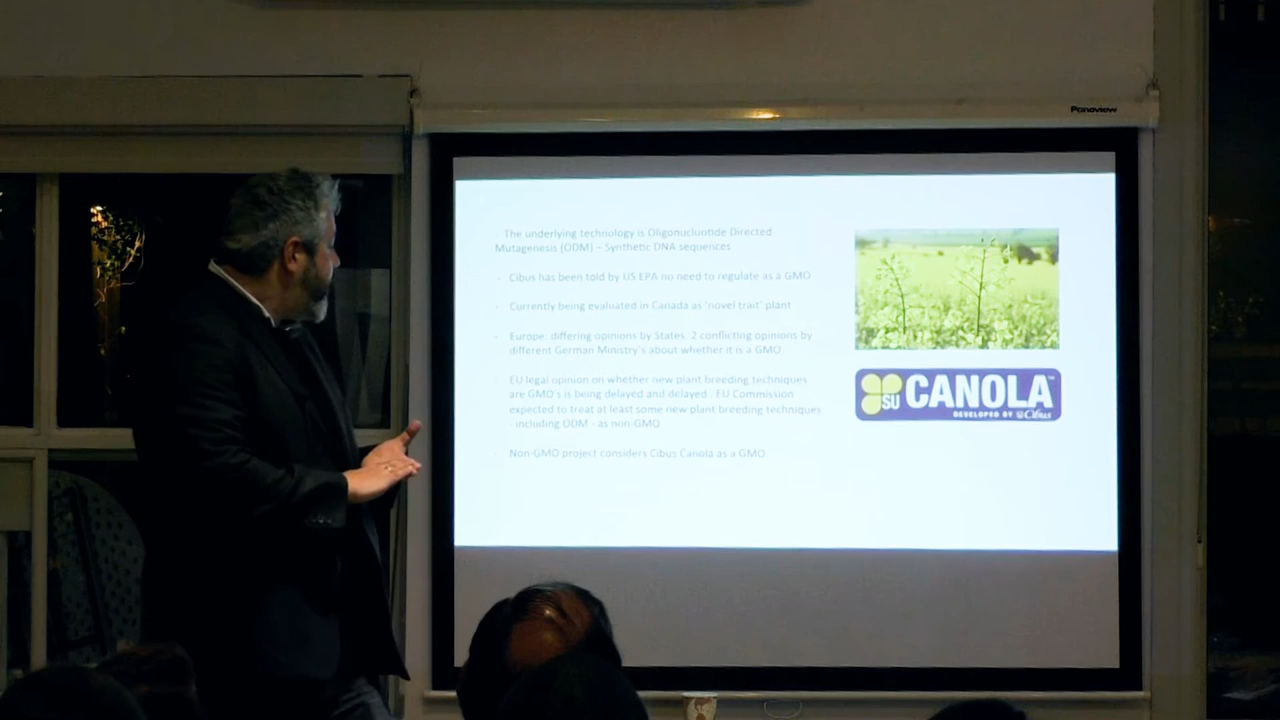 Panaview
The underlying technology is Oligonucluotide Directed
Mutagenesis (ODM) – Synthetic DNA sequences
- Cibus has been told by US EPA no need to regulate as a GMO
- Currently being evaluated in Canada as 'novel trait' plant
- Europe: differing opinions by States. 2 conflicting opinions by
different German Ministry's about whether it is a GMO.
EU legal opinion on whether new plant breeding techniques
are GMO's is being delayed and delayed . EU Commission
expected to treat at least some new plant breeding techniques
- including ODM - as non-GMO
Non-GMO project considers Cibus Canola as a GMO
SU CANOLA™
DEVELOPED BY Cibus